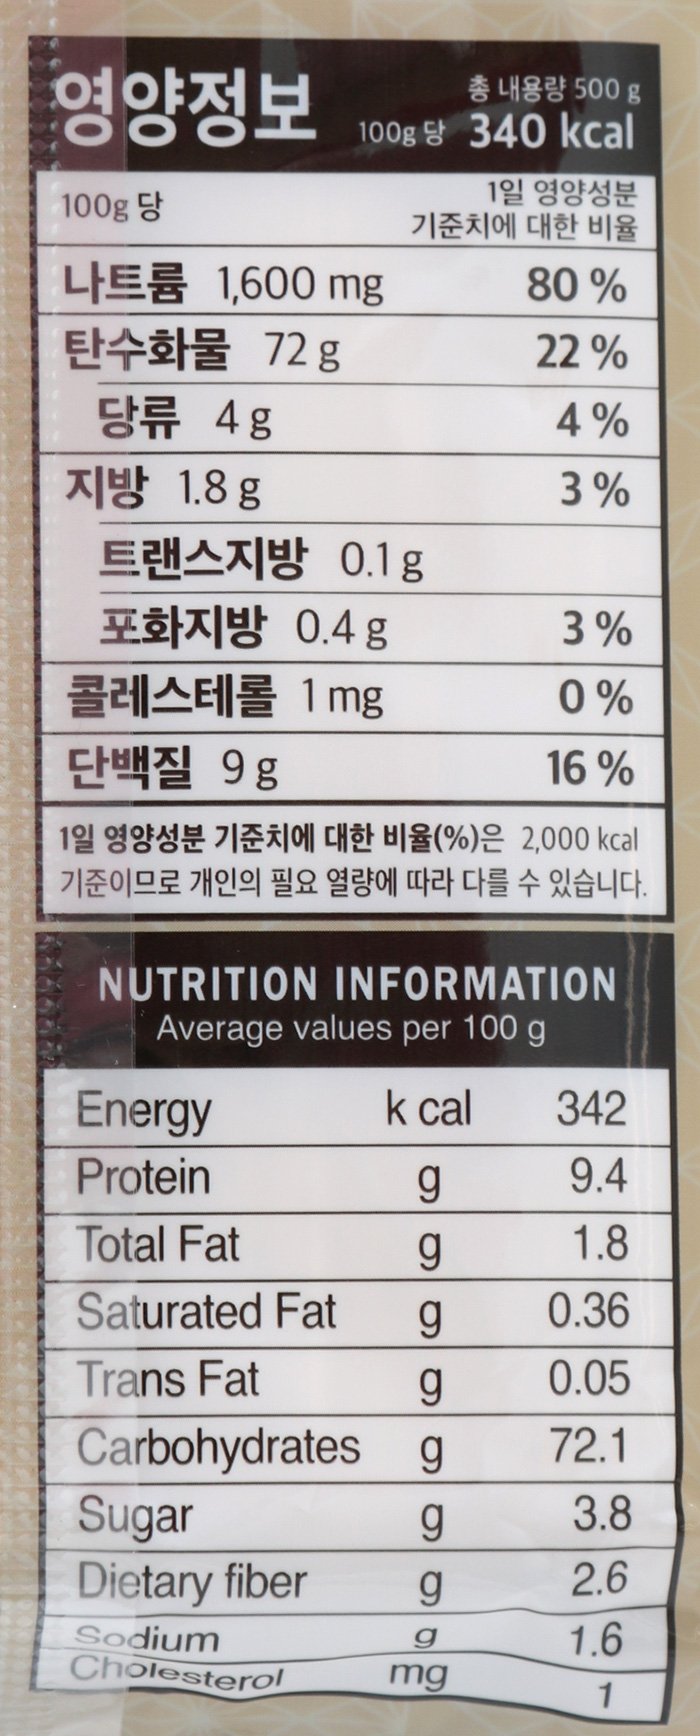 영양정보
총 내용량 500 g
100g 당 340 kcal
100g 당
1일 영양성분
기준치에 대한 비율
나트륨 1,600 mg 80 %
탄수화물 72 g 22 %
당류 4 g 4 %
지방 1.8 g 3 %
트랜스지방 0.1 g
포화지방 0.4 g 3 %
콜레스테롤 1 mg 0 %
단백질 9 g 16 %
1일 영양성분 기준치에 대한 비율(%)은 2,000 kcal
기준이므로 개인의 필요 열량에 따라 다를 수 있습니다.
NUTRITION INFORMATION
Average values per 100 g
Energy k cal 342
Protein g 9.4
Total Fat g 1.8
Saturated Fat g 0.36
Trans Fat g 0.05
Carbohydrates g 72.1
Sugar g 3.8
Dietary fiber g 2.6
Sodium g 1.6
Cholesterol mg 1